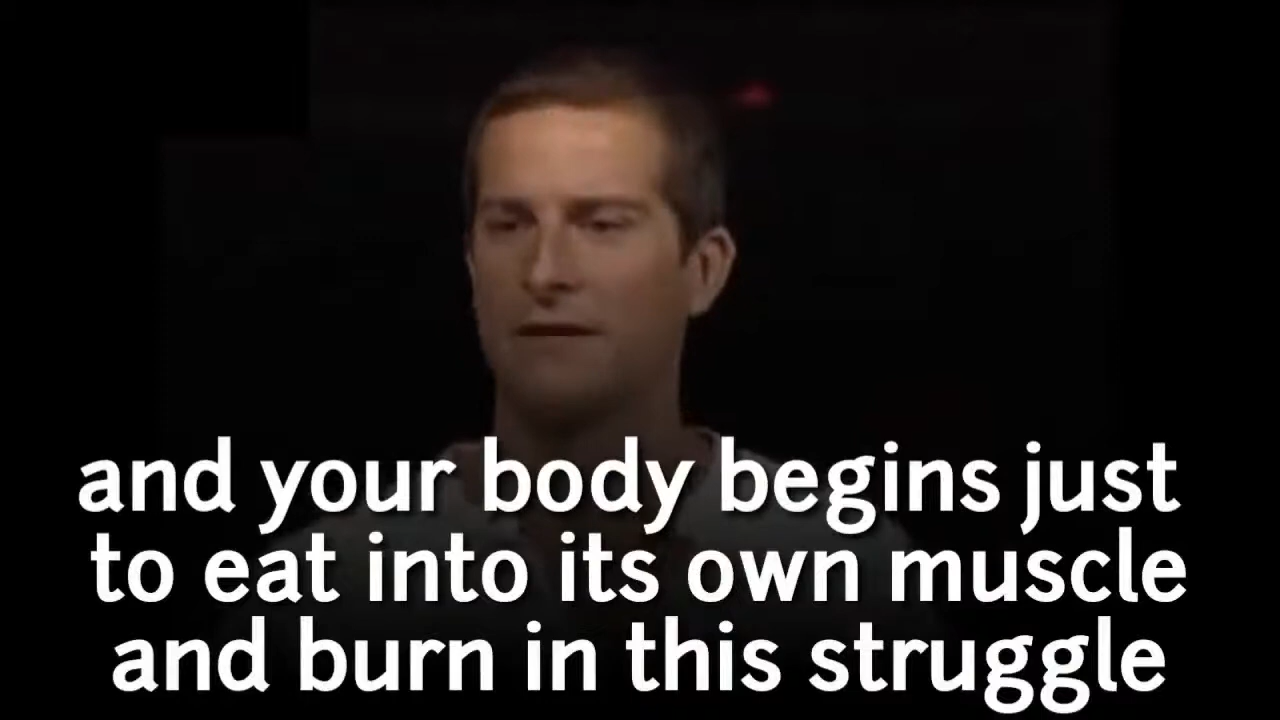 and your body begins just
to eat into its own muscle
and burn in this struggle